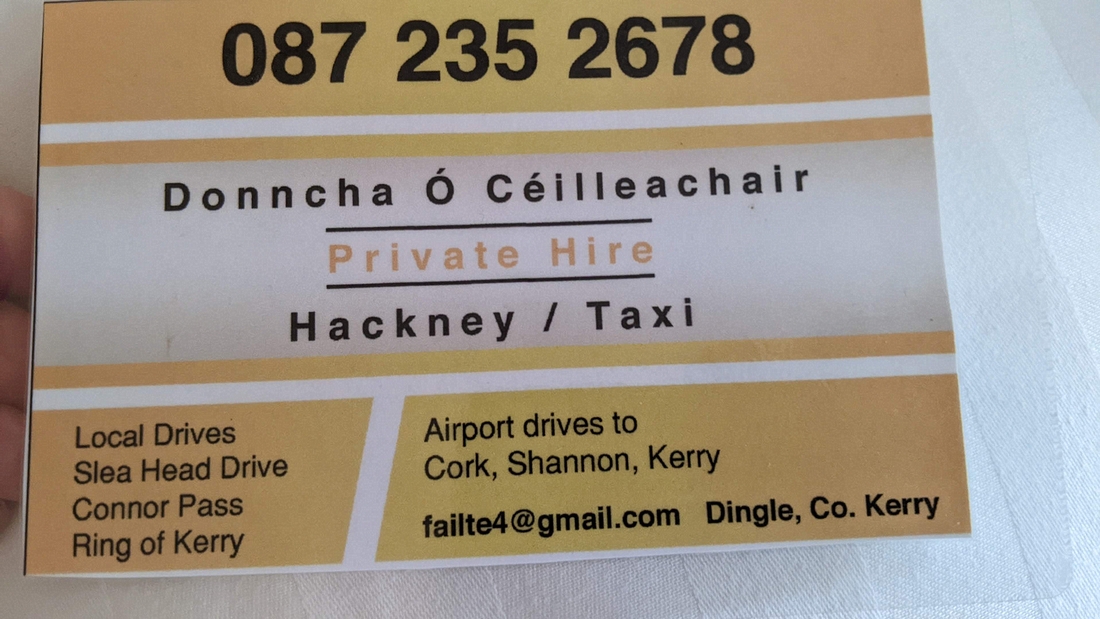 087 235 2678
Donncha Ó Céilleachair
Private Hire
Hackney / Taxi
Local Drives
Slea Head Drive
Connor Pass
Ring of Kerry
Airport drives to
Cork, Shannon, Kerry
failte4@gmail.com Dingle, Co. Kerry